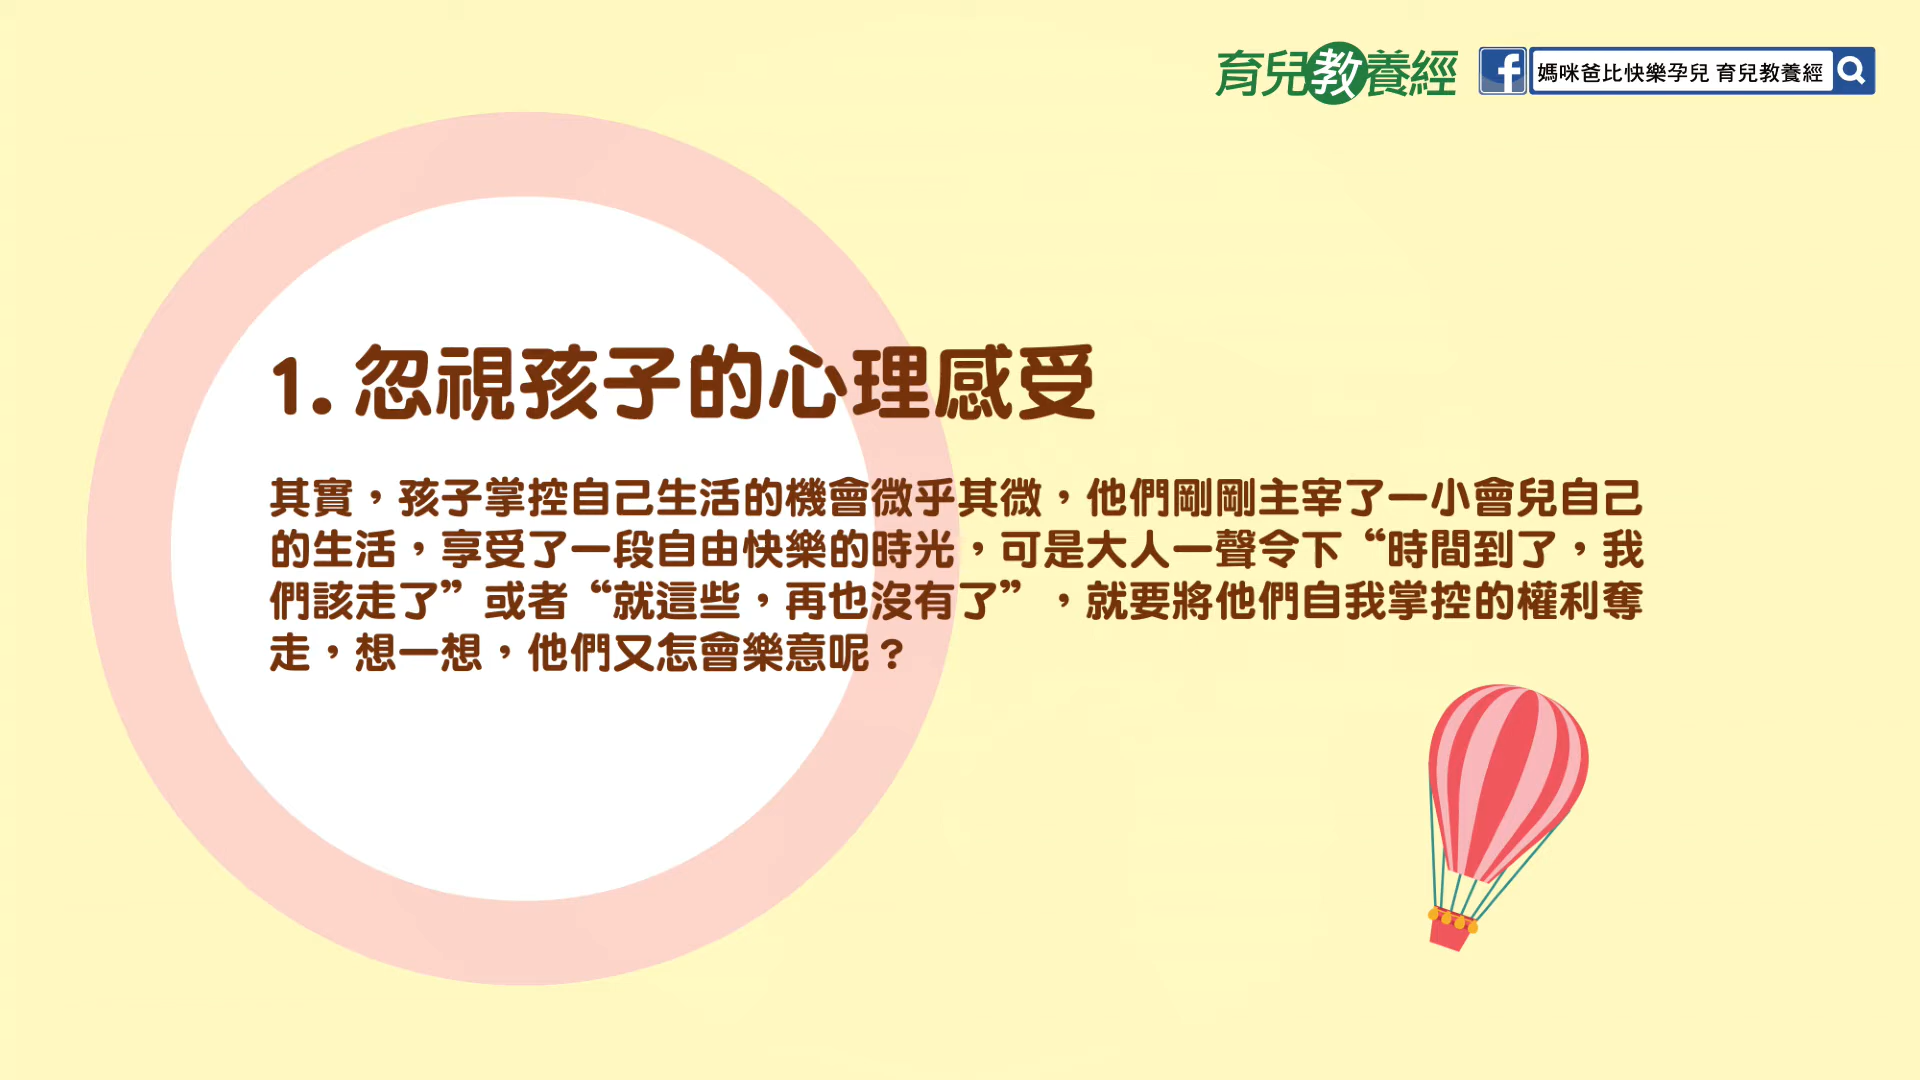 育兒教養經
媽咪爸比快樂孕兒 育兒教養經
1. 忽視孩子的心理感受
其實，孩子掌控自己生活的機會微乎其微，他們剛剛主宰了一小會兒自己
的生活，享受了一段自由快樂的時光，可是大人一聲令下“時間到了，我
們該走了”或者“就這些，再也沒有了”，就要將他們自我掌控的權利奪
走，想一想，他們又怎會樂意呢？